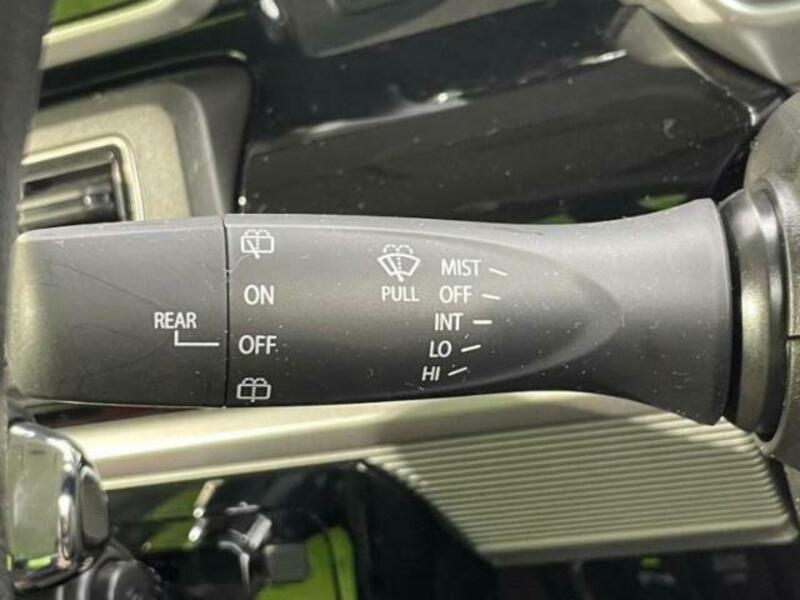 REAR
ON
OFF
PULL
MIST
OFF
INT
LO
HI